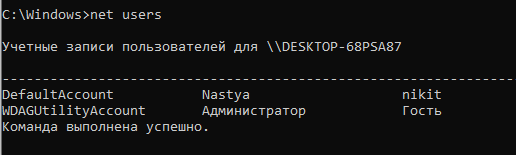 C:\Windows>net users
Учетные записи пользователей для \\DESKTOP-68PSA87
-------------------------------------------------------------------------------
DefaultAccount Nastya nikit
WDAGUtilityAccount Администратор Гость
Команда выполнена успешно.